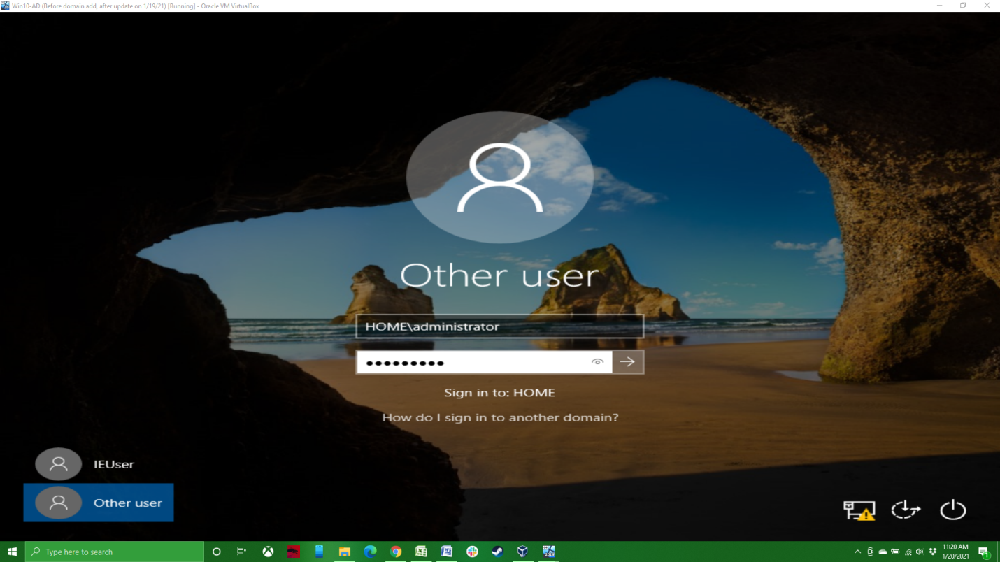 Win10-AD (Before domain add, after update on 1/19/21) [Running] - Oracle VM VirtualBox
Other user
HOME\administrator
Sign in to: HOME
How do I sign in to another domain?
IEUser
Other user
Type here to search
11:20 AM
1/20/2021
1